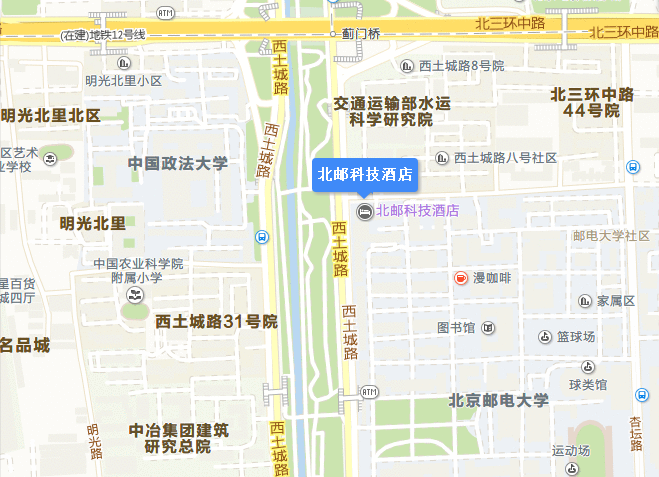 ATM
北三环中路
北三环中路
(在建)地铁12号线
蓟门桥
西土城路
西土城路8号院
明光北里小区
北三环中路
44号院
交通运输部水运
科学研究院
明光北里北区
西土城路
区艺术
业学校
中国政法大学
西土城路八号社区
北邮科技酒店
北邮科技酒店
明光北里
西土城路
邮电大学社区
中国农业科学院
附属小学
漫咖啡
星百货
城四厅
家属区
西土城路31号院
西土城路
图书馆
篮球场
名品城
球类馆
ATM
北京邮电大学
明光路
中冶集团建筑
研究总院
西土城路
杏坛路
运动场